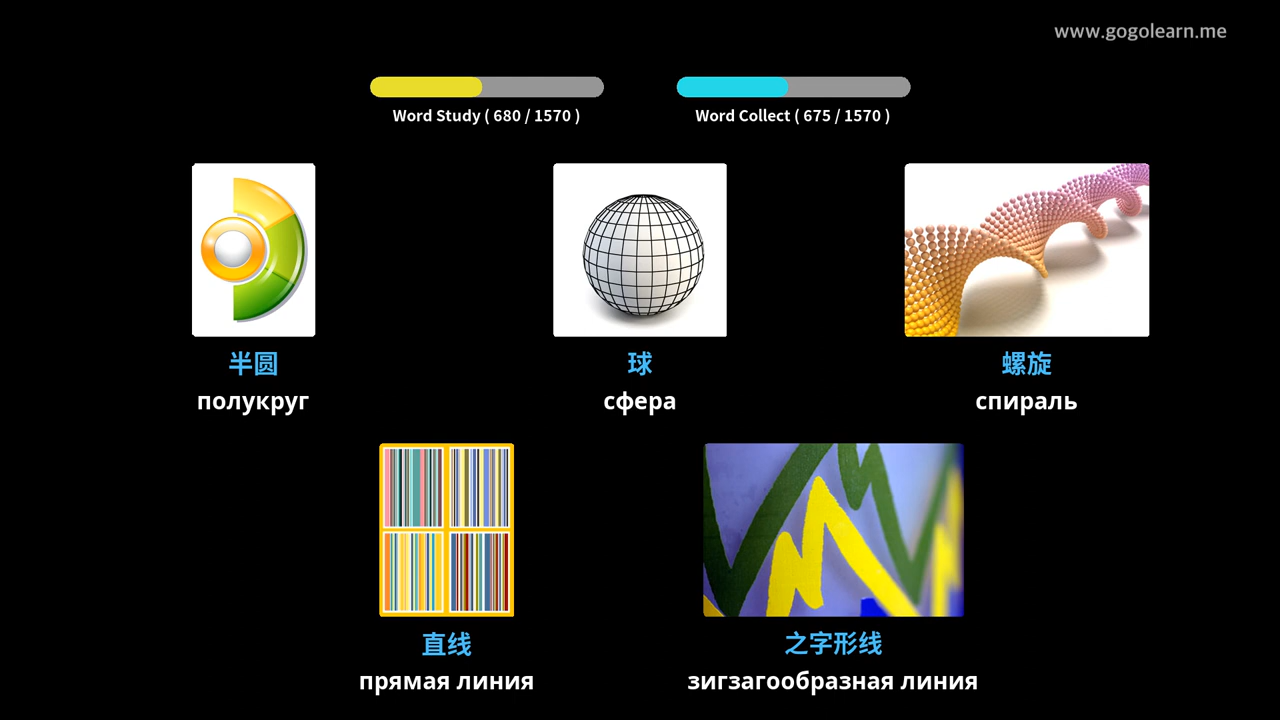 www.gogolearn.me
Word Study ( 680 / 1570 )
Word Collect ( 675 / 1570 )
半圆
полукруг
球
сфера
螺旋
спираль
直线
прямая линия
之字形线
зигзагообразная линия